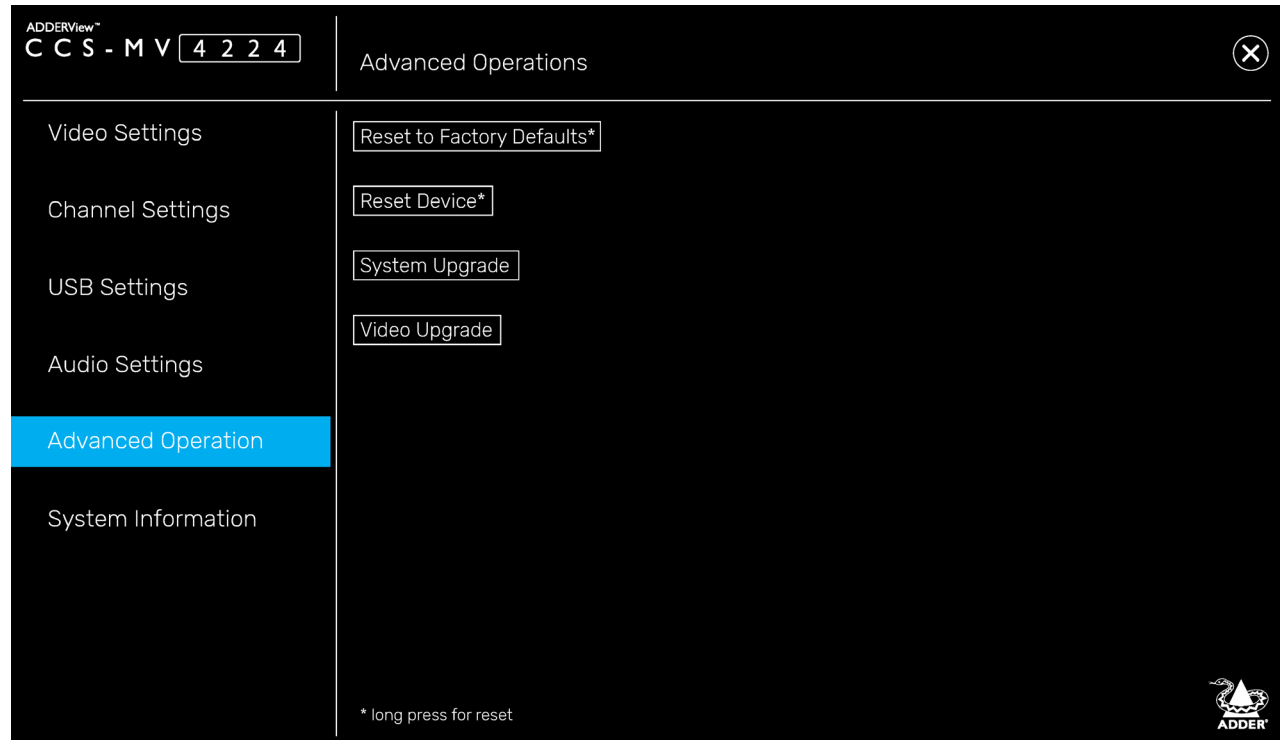 ADDERView™
CCS-MV 4224
Advanced Operations
Video Settings
Channel Settings
USB Settings
Audio Settings
Advanced Operation
System Information
Reset to Factory Defaults*
Reset Device*
System Upgrade
Video Upgrade
* long press for reset
ADDER®